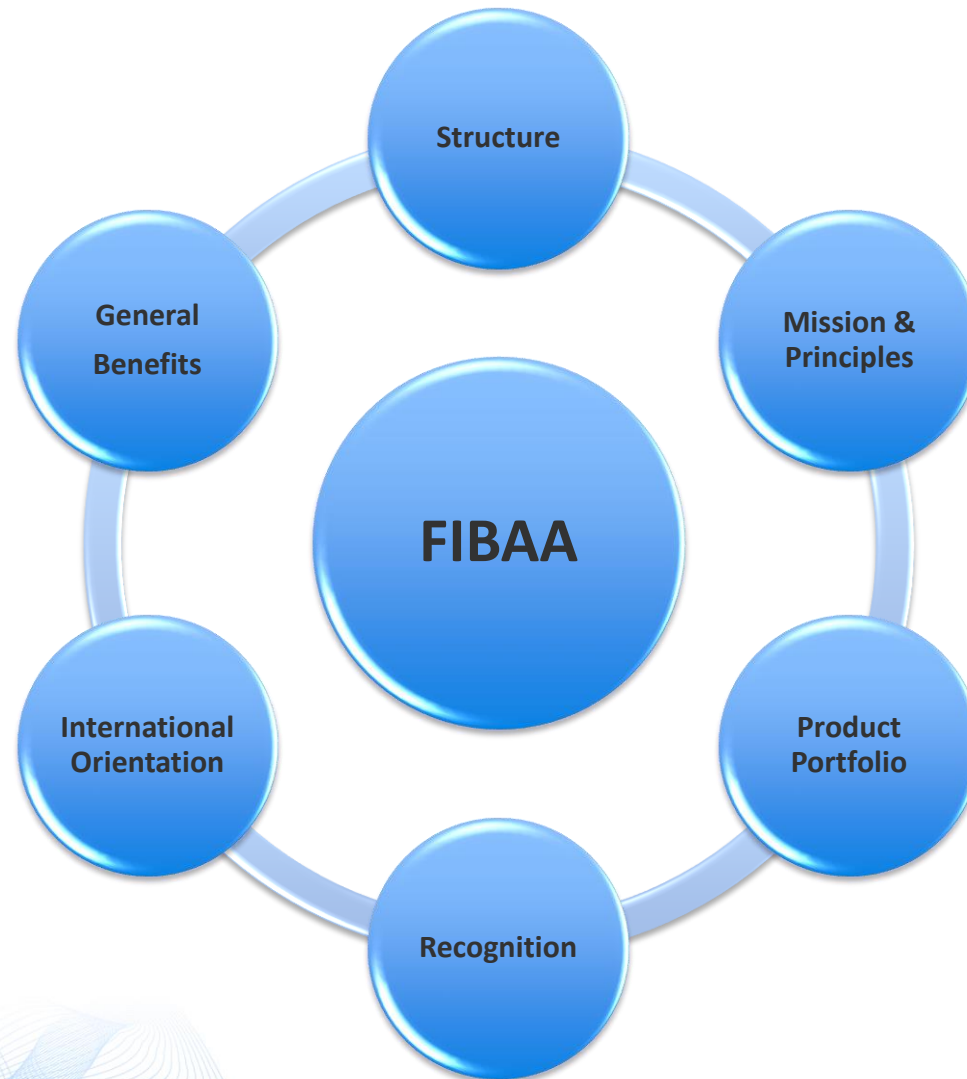 Structure
Mission &
Principles
Product
Portfolio
Recognition
International
Orientation
General
Benefits
FIBAA